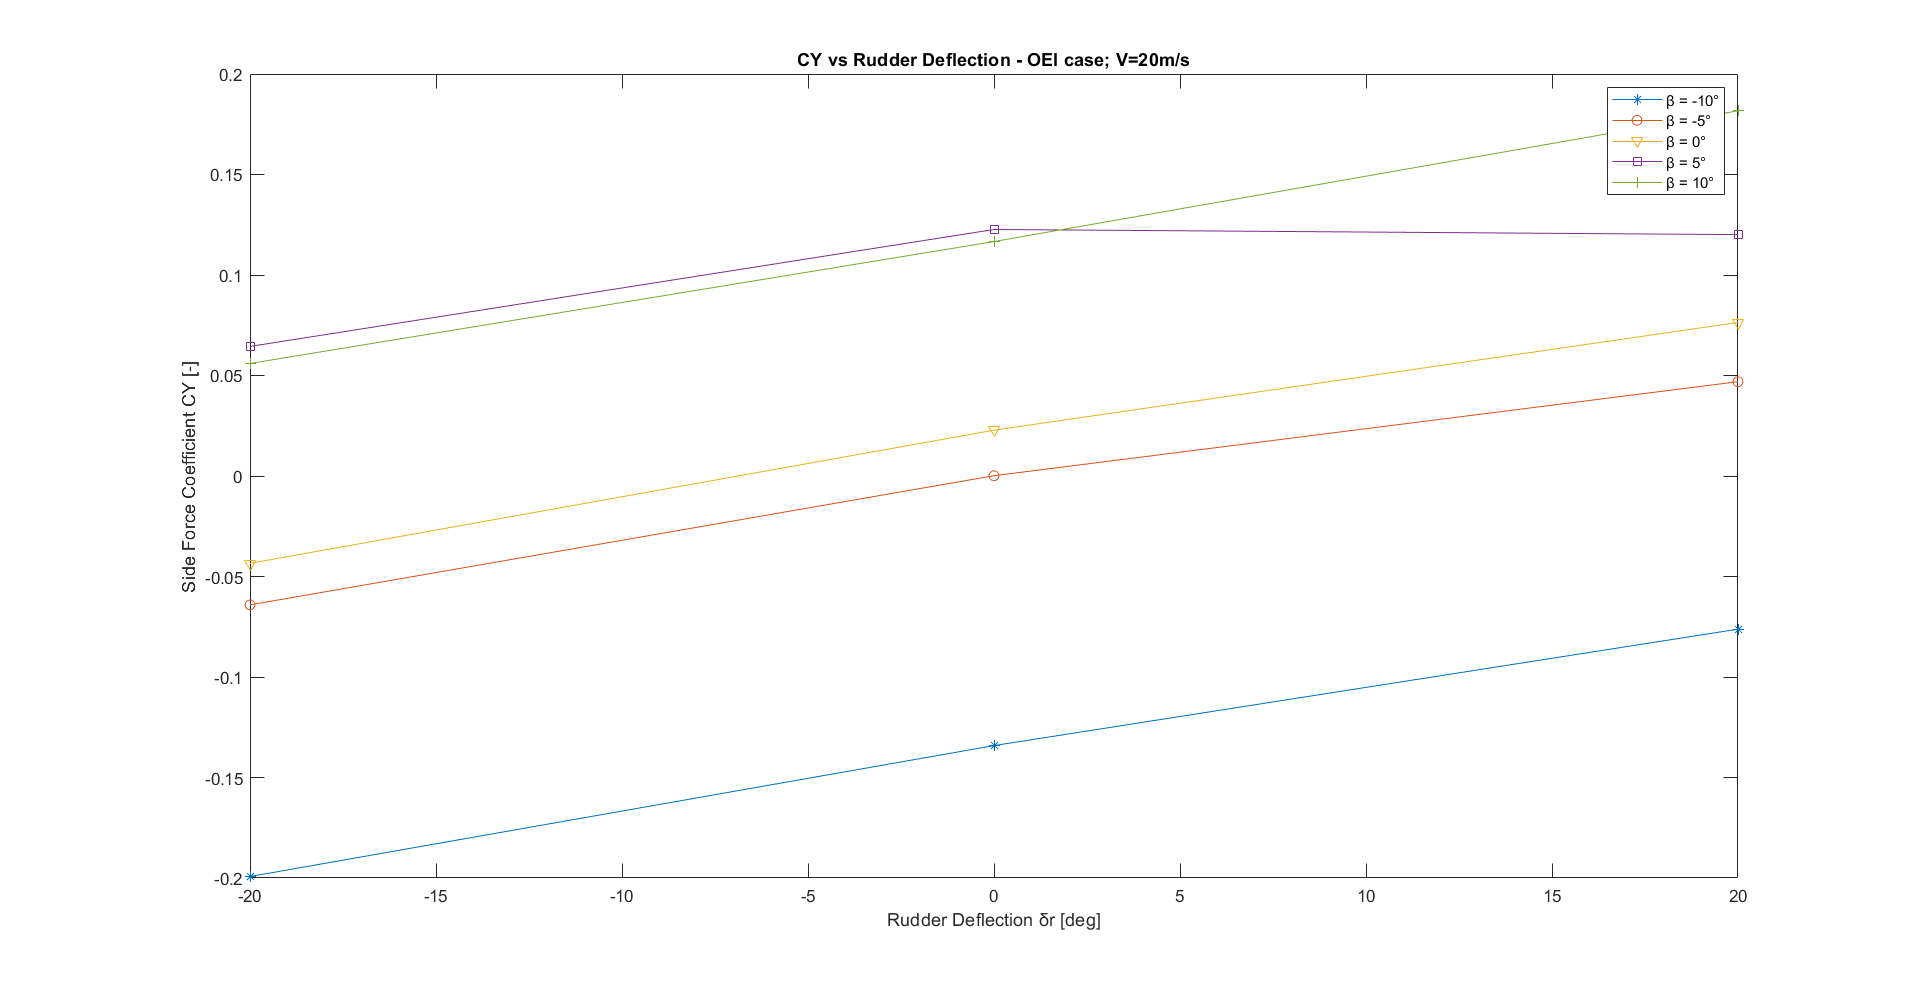 CY vs Rudder Deflection - OEI case; V=20m/s
0.2
0.15
0.1
0.05
0
-0.05
-0.1
-0.15
-0.2
Side Force Coefficient CY [-]
β = -10°
β = -5°
β = 0°
β = 5°
β = 10°
-20 -15 -10 -5 0 5 10 15 20
Rudder Deflection δr [deg]